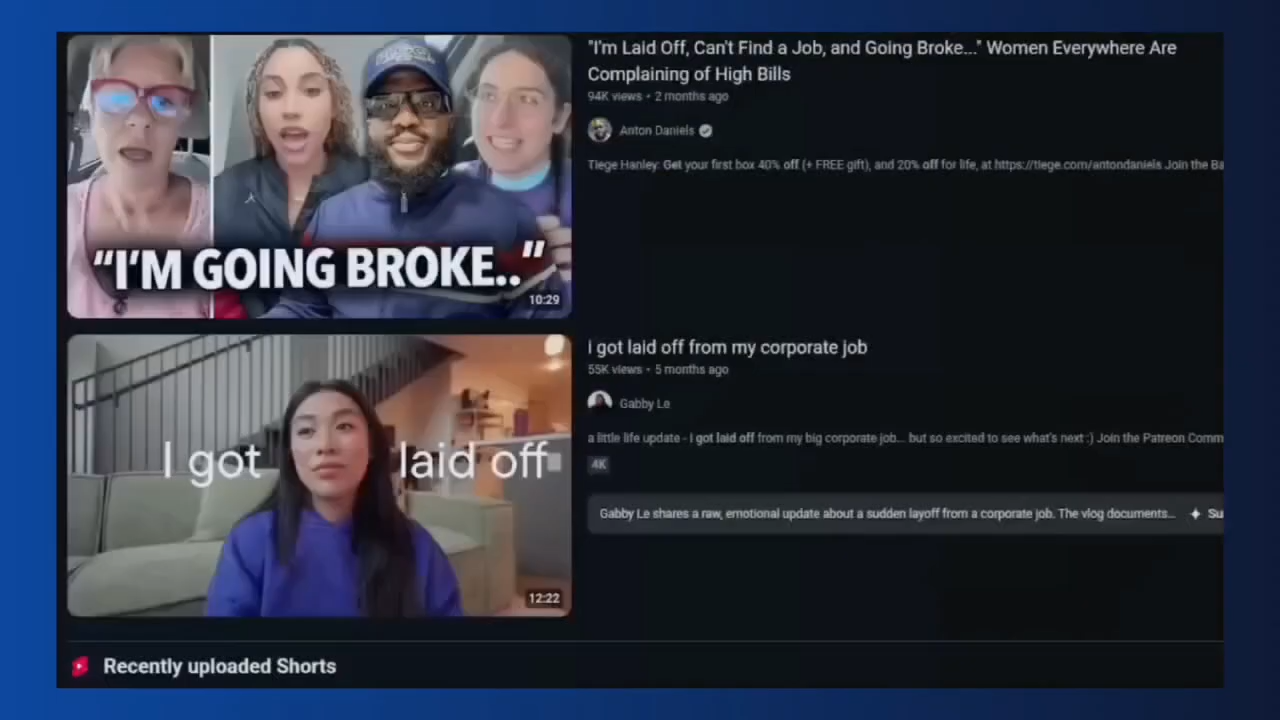 "I'M GOING BROKE.."
10:29
"I'm Laid Off, Can't Find a Job, and Going Broke..." Women Everywhere Are
Complaining of High Bills
94K views • 2 months ago
Anton Daniels
Tiege Hanley: Get your first box 40% off (+ FREE gift), and 20% off for life, at https://tiege.com/antondaniels Join the Ba
I got laid off
12:22
i got laid off from my corporate job
55K views • 5 months ago
Gabby Le
a little life update - i got laid off from my big corporate job... but so excited to see what's next :) Join the Patreon Comm
4K
Gabby Le shares a raw, emotional update about a sudden layoff from a corporate job. The vlog documents... Su
Recently uploaded Shorts